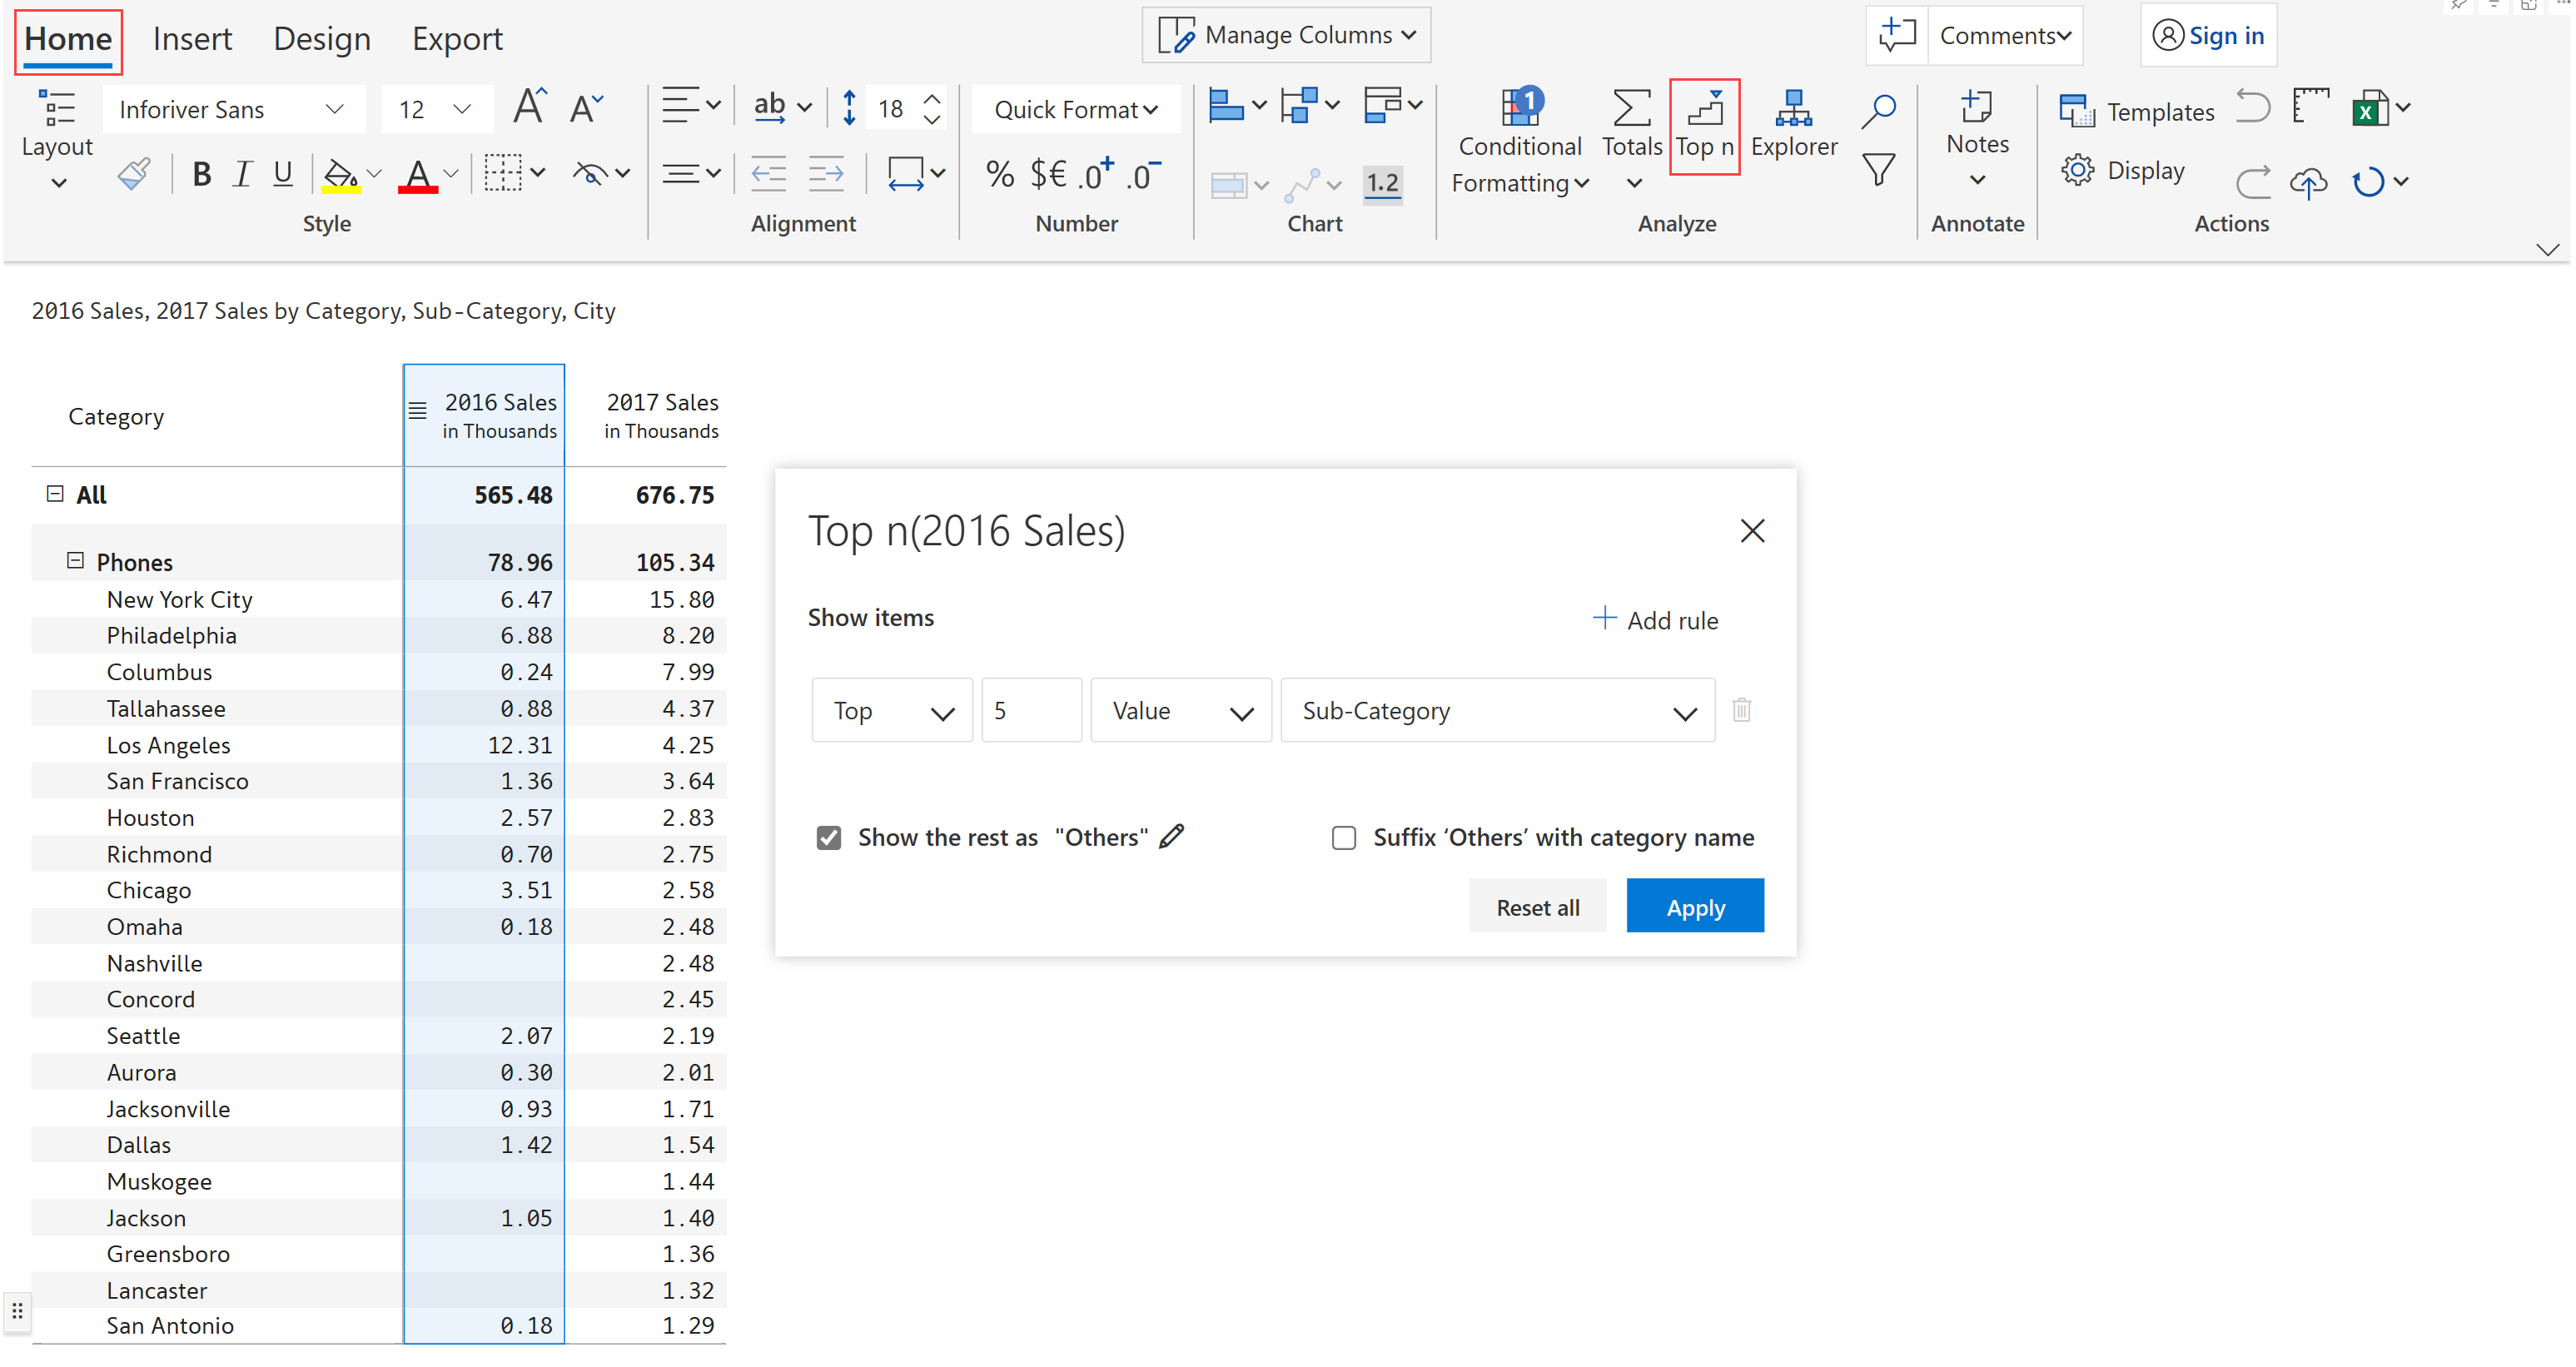 Home Insert Design Export Manage Columns Comments Sign in
Inforiver Sans 12 A A ab 18 Quick Format 1 Templates X
Layout Conditional Totals Top n Explorer Notes
B I U A % $€ .0+ .0- 1.2 Formatting Display
Style Alignment Number Chart Analyze Annotate Actions
2016 Sales, 2017 Sales by Category, Sub-Category, City
Category 2016 Sales 2017 Sales
in Thousands in Thousands
All 565.48 676.75
Phones 78.96 105.34
New York City 6.47 15.80
Philadelphia 6.88 8.20
Columbus 0.24 7.99
Tallahassee 0.88 4.37
Los Angeles 12.31 4.25
San Francisco 1.36 3.64
Houston 2.57 2.83
Richmond 0.70 2.75
Chicago 3.51 2.58
Omaha 0.18 2.48
Nashville 2.48
Concord 2.45
Seattle 2.07 2.19
Aurora 0.30 2.01
Jacksonville 0.93 1.71
Dallas 1.42 1.54
Muskogee 1.44
Jackson 1.05 1.40
Greensboro 1.36
Lancaster 1.32
San Antonio 0.18 1.29
Top n(2016 Sales)
Show items Add rule
Top 5 Value Sub-Category
Show the rest as "Others" Suffix ‘Others’ with category name
Reset all Apply